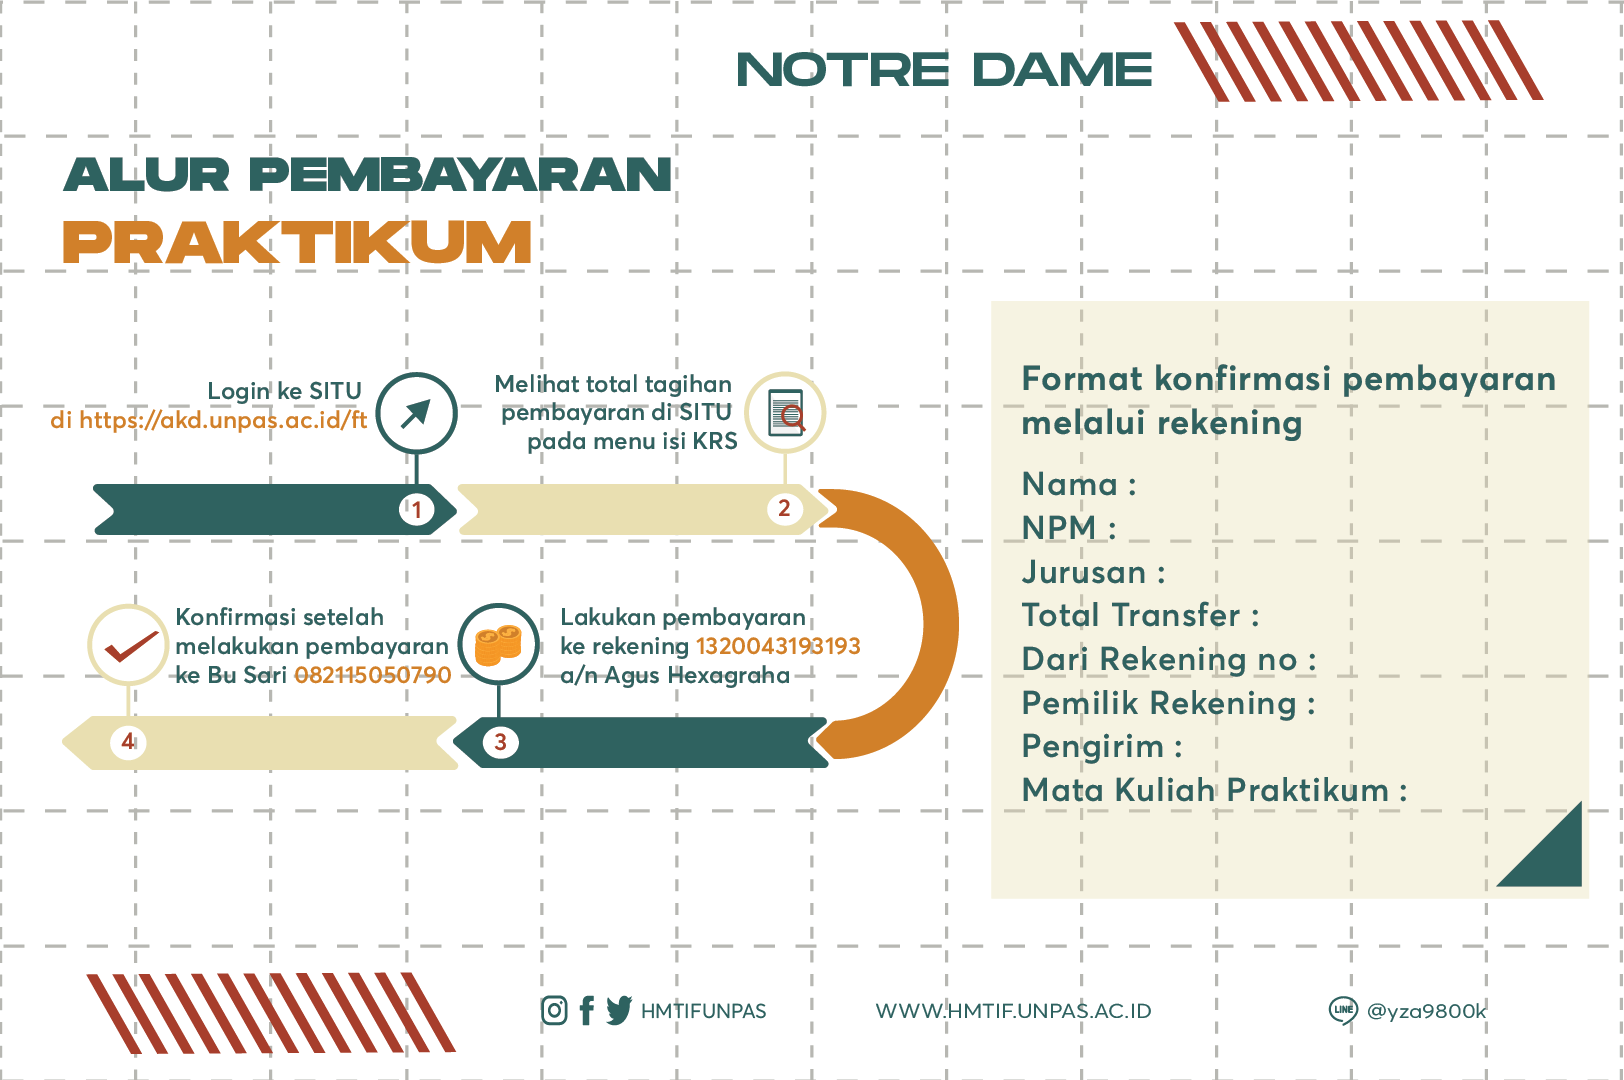 NOTRE DAME
ALUR PEMBAYARAN
PRAKTIKUM
Login ke SITU
di https://akd.unpas.ac.id/ft
1
Melihat total tagihan
pembayaran di SITU
pada menu isi KRS
2
Lakukan pembayaran
ke rekening 1320043193193
a/n Agus Hexagraha
3
Konfirmasi setelah
melakukan pembayaran
ke Bu Sari 082115050790
4
Format konfirmasi pembayaran
melalui rekening
Nama :
NPM :
Jurusan :
Total Transfer :
Dari Rekening no :
Pemilik Rekening :
Pengirim :
Mata Kuliah Praktikum :
HMTIFUNPAS
WWW.HMTIF.UNPAS.AC.ID
LINE @yza9800k